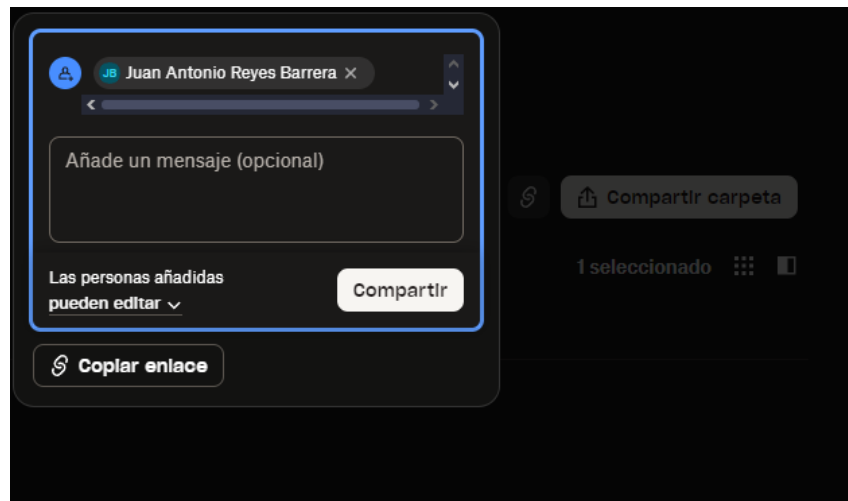 JB Juan Antonio Reyes Barrera
Añade un mensaje (opcional)
Compartir carpeta
1 seleccionado
Las personas añadidas
pueden editar
Compartir
Copiar enlace